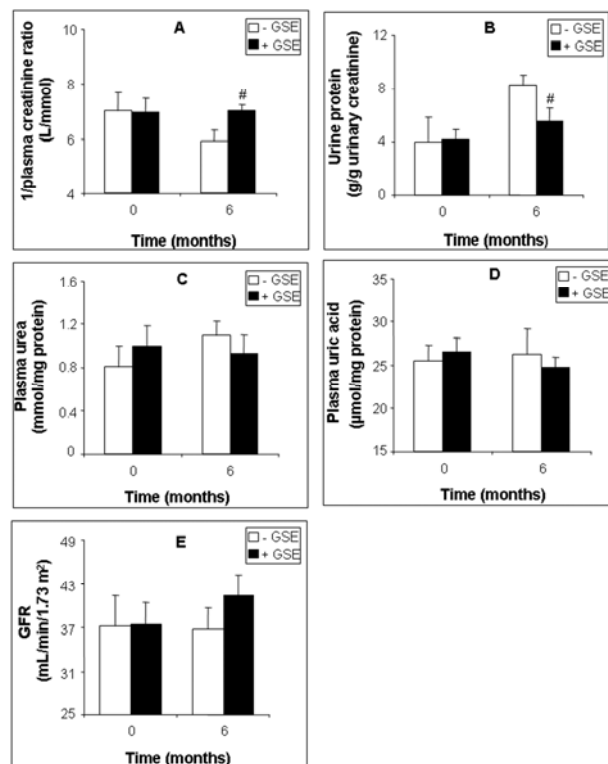 A
- GSE
+ GSE
1/plasma creatinine ratio
(L/mmol)
10
8
6
4
#
0
6
Time (months)
B
- GSE
+ GSE
Urine protein
(g/g urinary creatinine)
12
8
4
0
#
0
6
Time (months)
C
- GSE
+ GSE
Plasma urea
(mmol/mg protein)
1.6
1.2
0.8
0.4
0
0
6
Time (months)
D
- GSE
+ GSE
Plasma uric acid
(µmol/mg protein)
35
30
25
20
15
0
6
Time (months)
E
- GSE
+ GSE
GFR
(mL/min/1.73 m²)
49
43
37
31
25
0
6
Time (months)